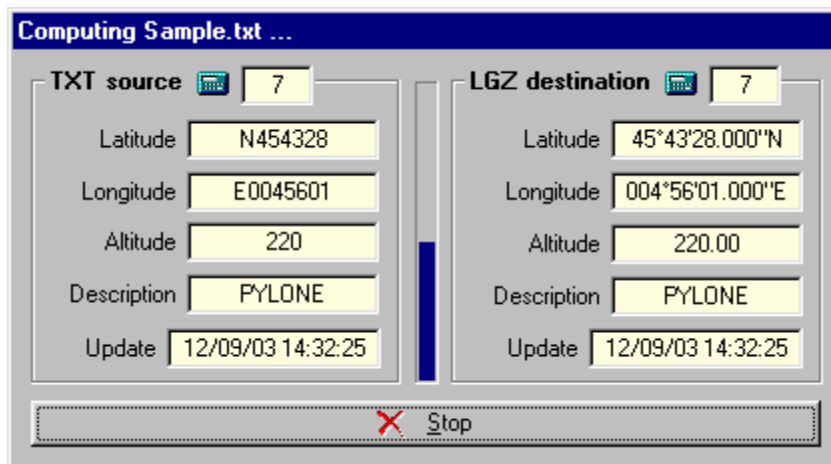 Computing Sample.txt ...
TXT source 7
Latitude N454328
Longitude E0045601
Altitude 220
Description PYLONE
Update 12/09/03 14:32:25
LGZ destination 7
Latitude 45°43'28.000"N
Longitude 004°56'01.000"E
Altitude 220.00
Description PYLONE
Update 12/09/03 14:32:25
Stop